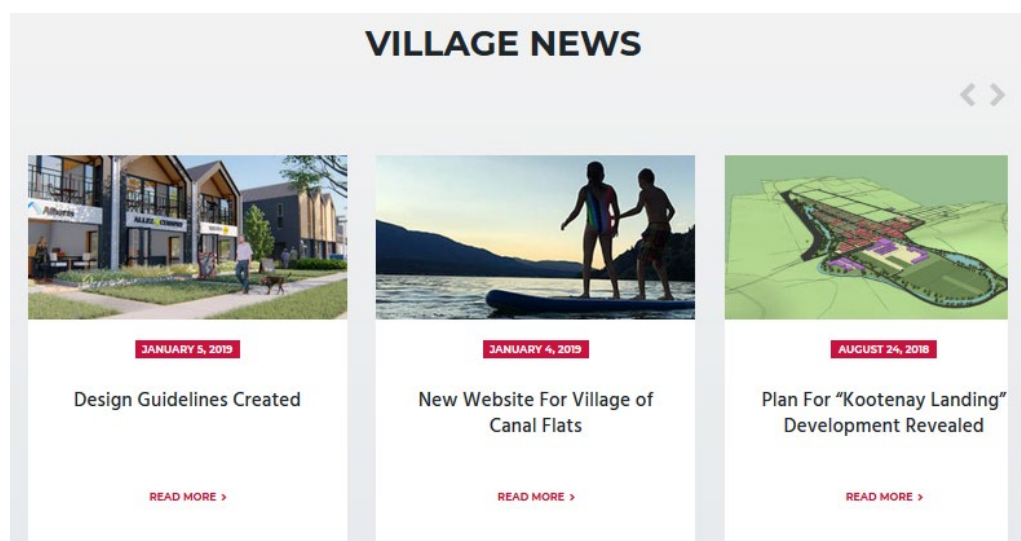 VILLAGE NEWS
JANUARY 5, 2019
Design Guidelines Created
READ MORE >
JANUARY 4, 2019
New Website For Village of
Canal Flats
READ MORE >
AUGUST 24, 2018
Plan For “Kootenay Landing”
Development Revealed
READ MORE >